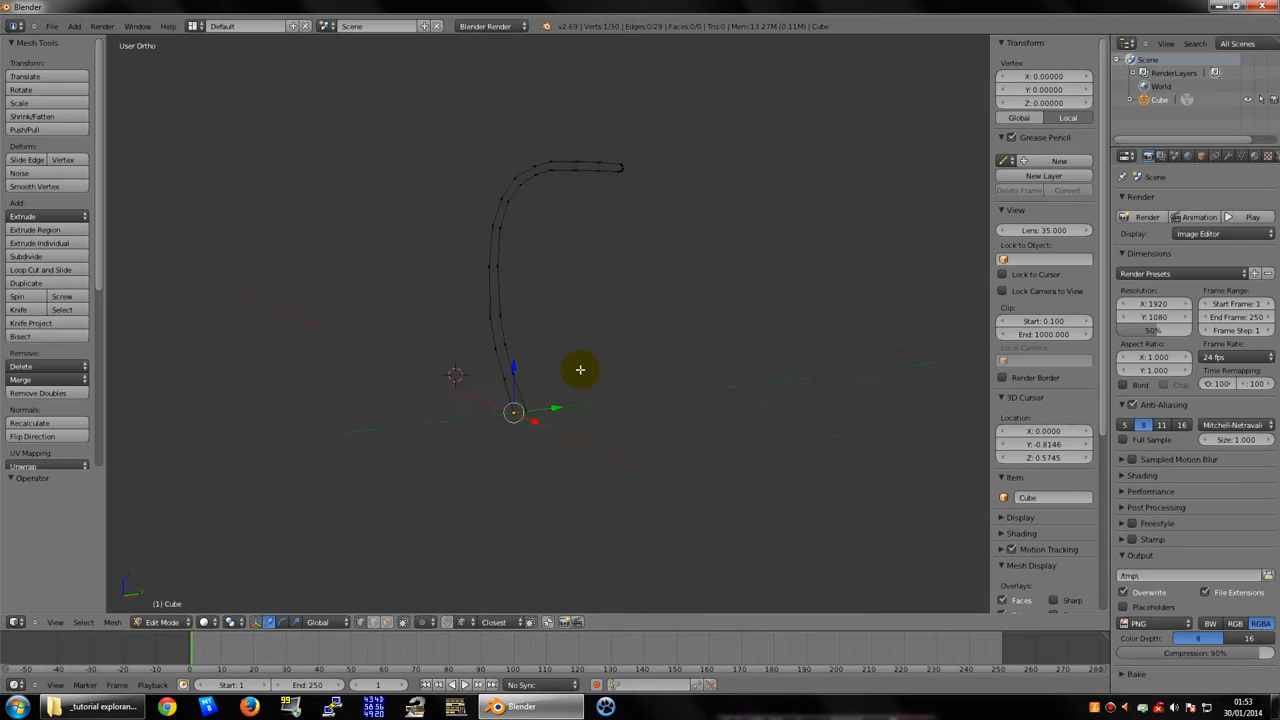 Blender
File Add Render Window Help
Default
Scene
Blender Render
v2.69 | Verts:1/30 | Edges:0/29 | Faces:0/0 | Tris:0 | Mem:13.27M (0.11M) | Cube
Mesh Tools
Transform:
Translate
Rotate
Scale
Shrink/Fatten
Push/Pull
Deform:
Slide Edge Vertex
Noise
Smooth Vertex
Add:
Extrude
Extrude Region
Extrude Individual
Subdivide
Loop Cut and Slide
Duplicate
Spin Screw
Knife Select
Knife Project
Bisect
Remove:
Delete
Merge
Remove Doubles
Normals:
Recalculate
Flip Direction
UV Mapping:
Unwrap
Operator
User Ortho
(1) Cube
Transform
Vertex:
X: 0.00000
Y: 0.00000
Z: 0.00000
Global Local
Grease Pencil
New
New Layer
Delete Frame Convert
View
Lens: 35.000
Lock to Object:
Lock to Cursor
Lock Camera to View
Clip:
Start: 0.100
End: 1000.000
Local Camera:
Render Border
3D Cursor
Location:
X: 0.0000
Y: -0.8146
Z: 0.5745
Item
Cube
Display
Shading
Motion Tracking
Mesh Display
Overlays:
Faces Sharp
View Search All Scenes
Scene
RenderLayers
World
Cube
Scene
Render
Render Animation Play
Display: Image Editor
Dimensions
Render Presets
Resolution: Frame Range:
X: 1920 Start Frame: 1
Y: 1080 End Frame: 250
50% Frame Step: 1
Aspect Ratio: Frame Rate:
X: 1.000 24 fps
Y: 1.000 Time Remapping:
Bord Crop O: 100 : 100
Anti-Aliasing
5 8 11 16 Mitchell-Netravali
Full Sample Size: 1.000
Sampled Motion Blur
Shading
Performance
Post Processing
Freestyle
Stamp
Output
/tmp\
Overwrite File Extensions
Placeholders
PNG BW RGB RGBA
Color Depth: 8 16
Compression: 90%
Bake
View Select Mesh Edit Mode Global Closest
-50 -40 -30 -20 -10 0 10 20 30 40 50 60 70 80 90 100 110 120 130 140 150 160 170 180 190 200 210 220 230 240 250 260 270 280
View Marker Frame Playback Start: 1 End: 250 1 No Sync
_tutorial exploran...
Blender
01:53
30/01/2014